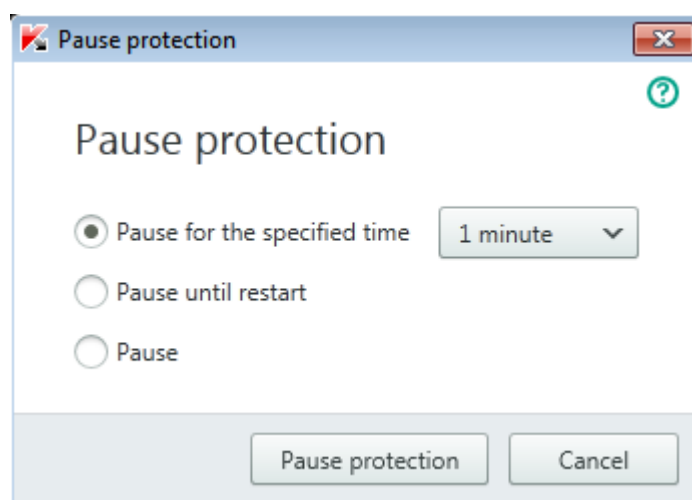 Pause protection
?
Pause protection
Pause for the specified time 1 minute
Pause until restart
Pause
Pause protection Cancel